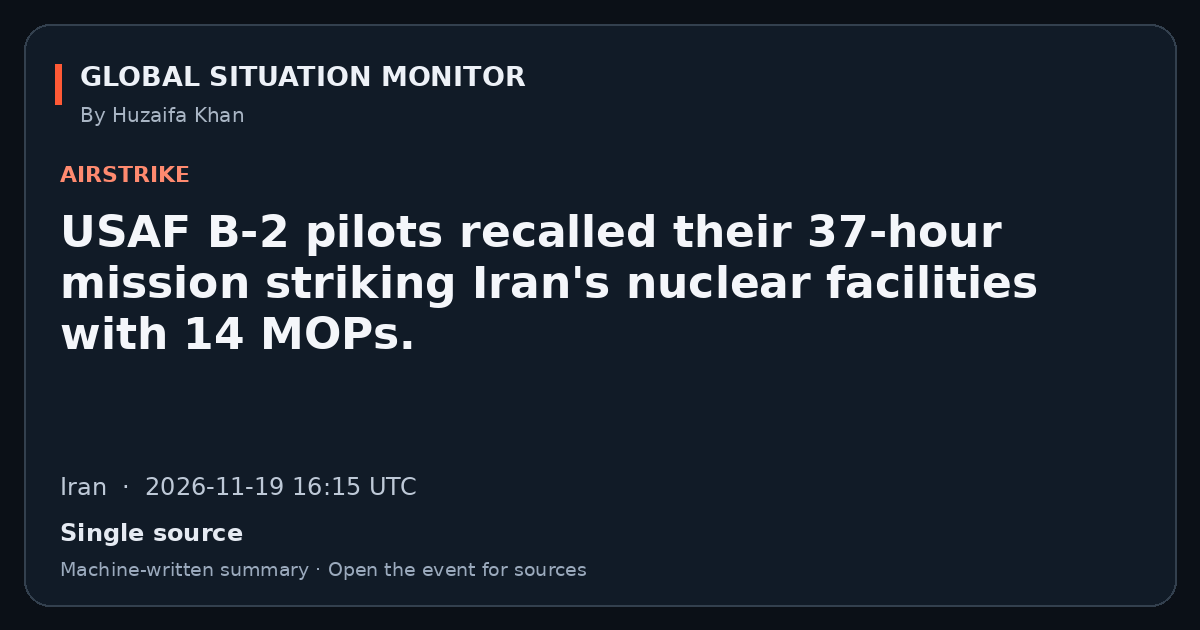 GLOBAL SITUATION MONITOR
By Huzaifa Khan
AIRSTRIKE
USAF B-2 pilots recalled their 37-hour
mission striking Iran's nuclear facilities
with 14 MOPs.
Iran · 2026-11-19 16:15 UTC
Single source
Machine-written summary · Open the event for sources